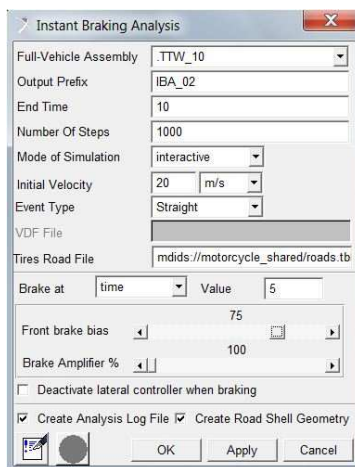 Instant Braking Analysis
Full-Vehicle Assembly .TTW_10
Output Prefix IBA_02
End Time 10
Number Of Steps 1000
Mode of Simulation interactive
Initial Velocity 20 m/s
Event Type Straight
VDF File
Tires Road File mdids://motorcycle_shared/roads.tbl
Brake at time Value 5
75
Front brake bias
100
Brake Amplifier %
Deactivate lateral controller when braking
Create Analysis Log File Create Road Shell Geometry
OK Apply Cancel